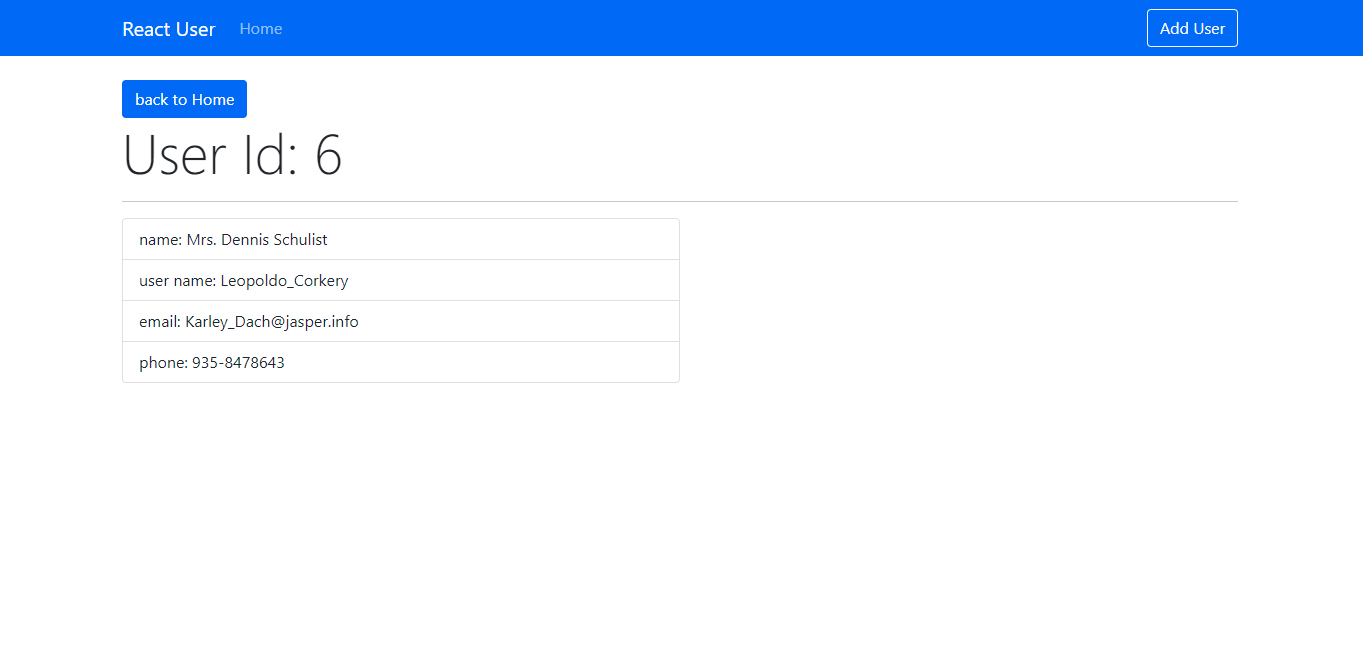 React User Home Add User
back to Home
User Id: 6
name: Mrs. Dennis Schulist
user name: Leopoldo_Corkery
email: Karley_Dach@jasper.info
phone: 935-8478643